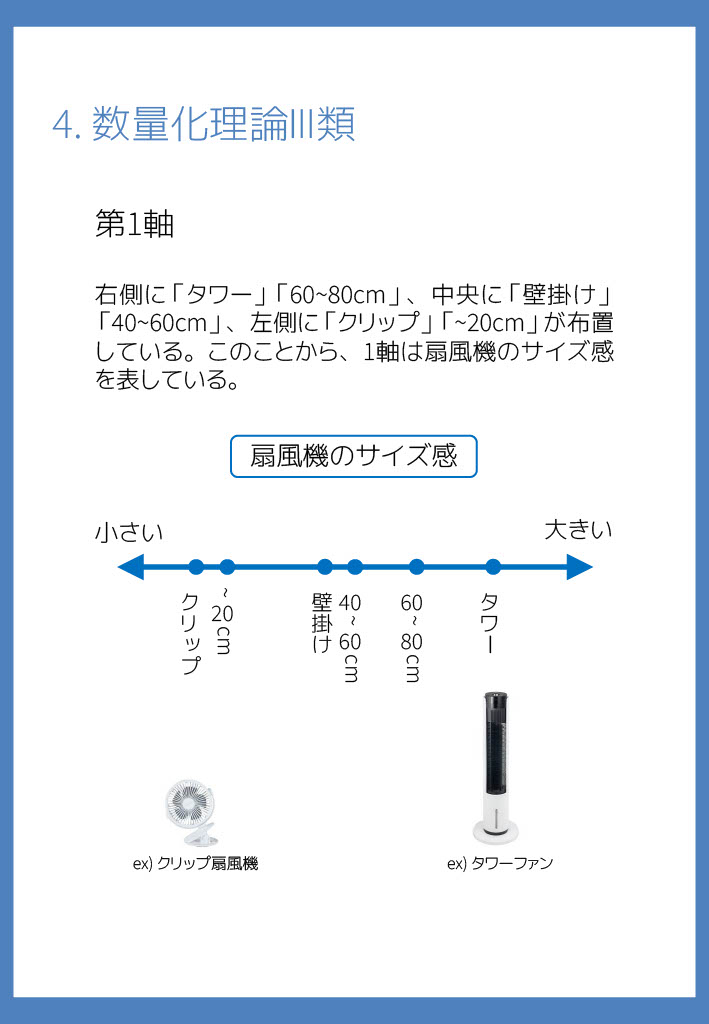 4. 数量化理論Ⅲ類
第1軸
右側に「タワー」「60~80cm」、中央に「壁掛け」
「40~60cm」、左側に「クリップ」「~20cm」が布置
している。このことから、1軸は扇風機のサイズ感
を表している。
扇風機のサイズ感
小さい
大きい
クリップ
~20cm
壁掛け
40~60cm
60~80cm
タワー
ex) クリップ扇風機
ex) タワーファン